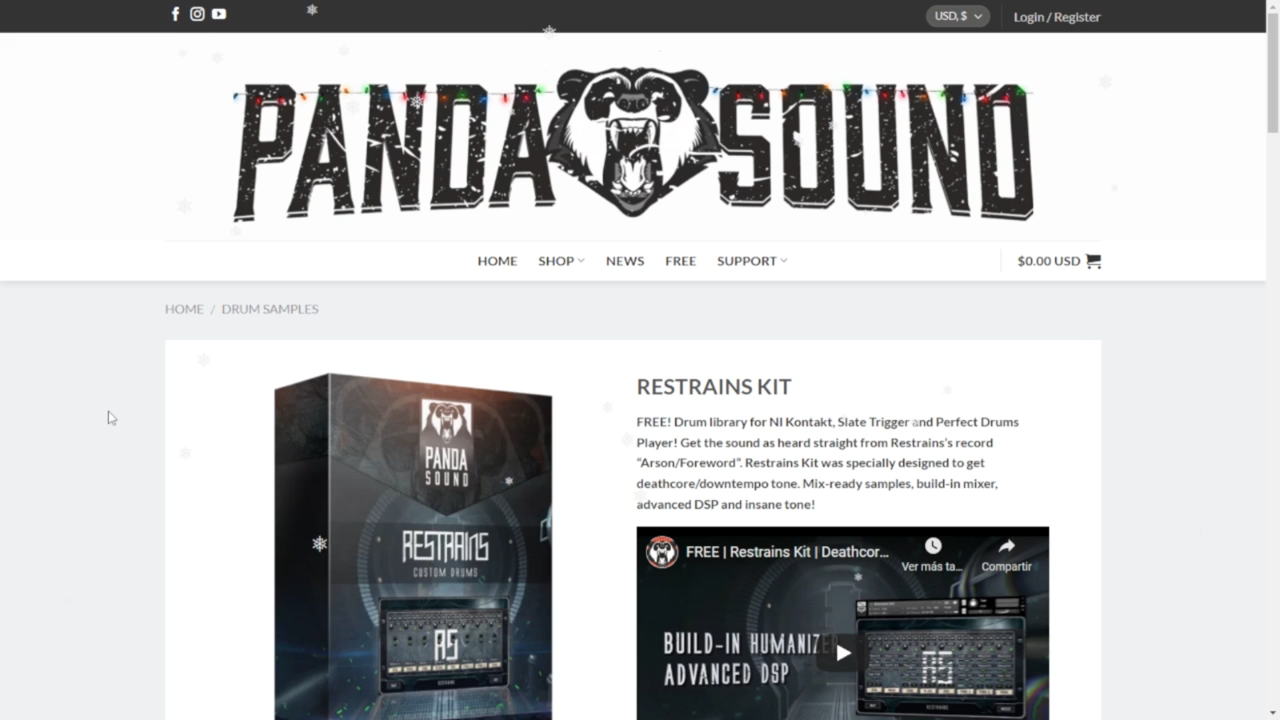 USD, $
Login / Register
PANDA SOUND
HOME SHOP NEWS FREE SUPPORT
$0.00 USD
HOME / DRUM SAMPLES
PANDA
SOUND
RESTRAINS
CUSTOM DRUMS
RS
RESTRAINS KIT
FREE! Drum library for NI Kontakt, Slate Trigger and Perfect Drums
Player! Get the sound as heard straight from Restrains's record
“Arson/Foreword”. Restrains Kit was specially designed to get
deathcore/downtempo tone. Mix-ready samples, build-in mixer,
advanced DSP and insane tone!
FREE | Restrains Kit | Deathcor...
Ver más ta...
Compartir
BUILD-IN HUMANIZE
ADVANCED DSP